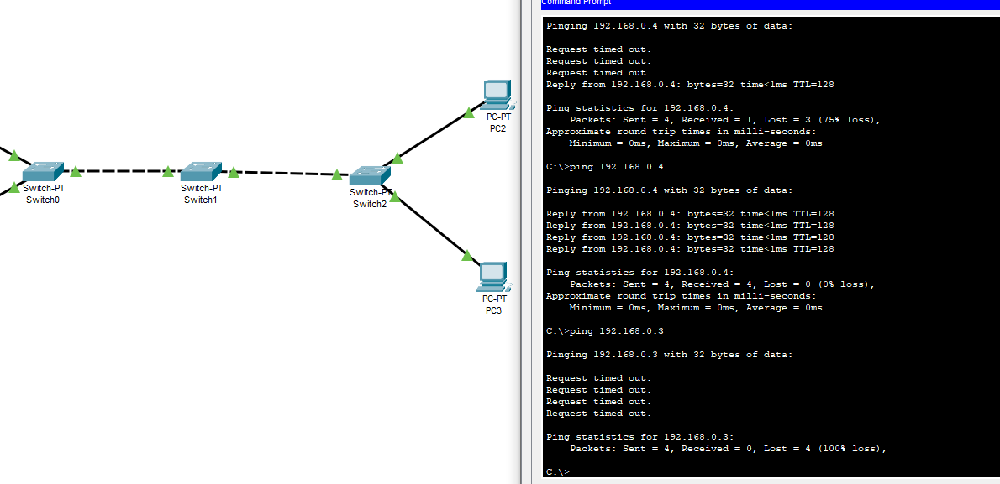 Command Prompt
Pinging 192.168.0.4 with 32 bytes of data:
Request timed out.
Request timed out.
Request timed out.
Reply from 192.168.0.4: bytes=32 time<1ms TTL=128
Ping statistics for 192.168.0.4:
Packets: Sent = 4, Received = 1, Lost = 3 (75% loss),
Approximate round trip times in milli-seconds:
Minimum = 0ms, Maximum = 0ms, Average = 0ms
C:\>ping 192.168.0.4
Pinging 192.168.0.4 with 32 bytes of data:
Reply from 192.168.0.4: bytes=32 time<1ms TTL=128
Reply from 192.168.0.4: bytes=32 time<1ms TTL=128
Reply from 192.168.0.4: bytes=32 time<1ms TTL=128
Reply from 192.168.0.4: bytes=32 time<1ms TTL=128
Ping statistics for 192.168.0.4:
Packets: Sent = 4, Received = 4, Lost = 0 (0% loss),
Approximate round trip times in milli-seconds:
Minimum = 0ms, Maximum = 0ms, Average = 0ms
C:\>ping 192.168.0.3
Pinging 192.168.0.3 with 32 bytes of data:
Request timed out.
Request timed out.
Request timed out.
Request timed out.
Ping statistics for 192.168.0.3:
Packets: Sent = 4, Received = 0, Lost = 4 (100% loss),
C:\>
Switch-PT
Switch0
Switch-PT
Switch1
Switch-PT
Switch2
PC-PT
PC2
PC-PT
PC3